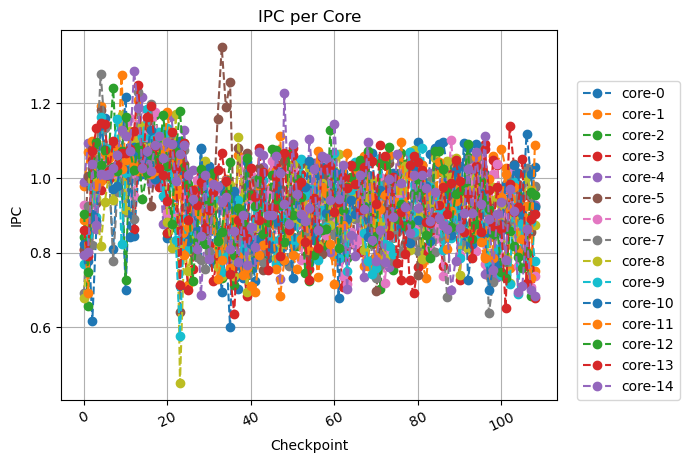 IPC per Core
IPC
1.2
1.0
0.8
0.6
0
20
40
60
80
100
Checkpoint
core-0
core-1
core-2
core-3
core-4
core-5
core-6
core-7
core-8
core-9
core-10
core-11
core-12
core-13
core-14